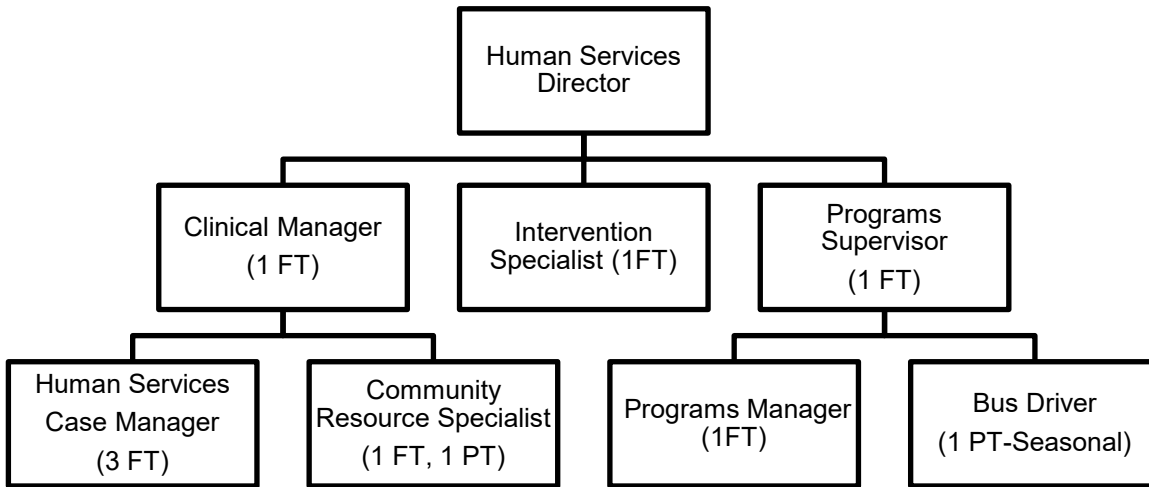 Human Services
Director
Clinical Manager
(1 FT)
Intervention
Specialist (1FT)
Programs
Supervisor
(1 FT)
Human Services
Case Manager
(3 FT)
Community
Resource Specialist
(1 FT, 1 PT)
Programs Manager
(1FT)
Bus Driver
(1 PT-Seasonal)